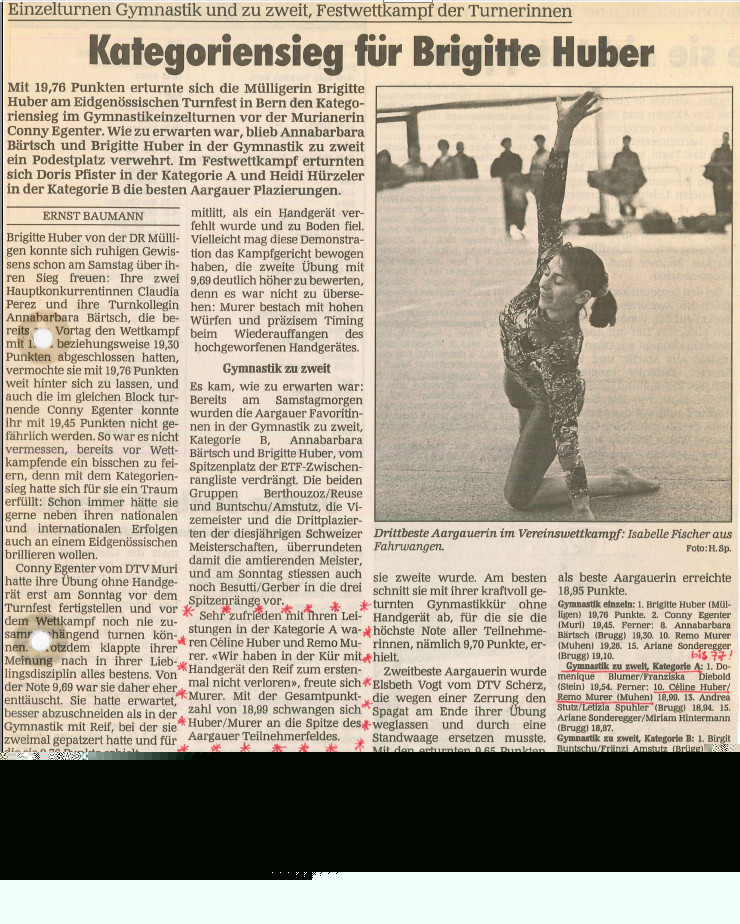 Einzelturnen Gymnastik und zu zweit, Festwettkampf der Turnerinnen
Kategoriensieg für Brigitte Huber
Mit 19,76 Punkten erturnte sich die Mülligerin Brigitte
Huber am Eidgenössischen Turnfest in Bern den Katego-
riensieg im Gymnastikeinzelturnen vor der Murianerin
Conny Egenter. Wie zu erwarten war, blieb Annabarbara
Bärtsch und Brigitte Huber in der Gymnastik zu zweit
ein Podestplatz verwehrt. Im Festwettkampf erturnten
sich Doris Pfister in der Kategorie A und Heidi Hürzeler
in der Kategorie B die besten Aargauer Plazierungen.
ERNST BAUMANN
Brigitte Huber von der DR Mülli-
gen konnte sich ruhigen Gewis-
sens schon am Samstag über ih-
ren Sieg freuen: Ihre zwei
Hauptkonkurrentinnen Claudia
Perez und ihre Turnkollegin
Annabarbara Bärtsch, die be-
reits Vortag den Wettkampf
mit beziehungsweise 19,30
Punkten abgeschlossen hatten,
vermochte sie mit 19,76 Punkten
weit hinter sich zu lassen, und
auch die im gleichen Block tur-
nende Conny Egenter konnte
ihr mit 19,45 Punkten nicht ge-
fährlich werden. So war es nicht
vermessen, bereits vor Wett-
kampfende ein bisschen zu fei-
ern, denn mit dem Kategorien-
sieg hatte sich für sie ein Traum
erfüllt: Schon immer hätte sie
gerne neben ihren nationalen
und internationalen Erfolgen
auch an einem Eidgenössischen
brillieren wollen.
Conny Egenter vom DTV Muri
hatte ihre Übung ohne Handge-
rät erst am Sonntag vor dem
Turnfest fertigstellen und vor
dem Wettkampf noch nie zu-
sammenhängend turnen kön-
nen. Trotzdem klappte ihrer
Meinung nach in ihrer Lieb-
lingsdisziplin alles bestens. Von
der Note 9,69 war sie daher eher
enttäuscht. Sie hatte erwartet,
besser abzuschneiden als in der
Gymnastik mit Reif, bei der sie
zweimal gepatzert hatte und für
mitlitt, als ein Handgerät ver-
fehlt wurde und zu Boden fiel.
Vielleicht mag diese Demonstra-
tion das Kampfgericht bewogen
haben, die zweite Übung mit
9,69 deutlich höher zu bewerten,
denn es war nicht zu überse-
hen: Murer bestach mit hohen
Würfen und präzisem Timing
beim Wiederauffangen des
hochgeworfenen Handgerätes.
Gymnastik zu zweit
Es kam, wie zu erwarten war:
Bereits am Samstagmorgen
wurden die Aargauer Favoritin-
nen in der Gymnastik zu zweit,
Kategorie B, Annabarbara
Bärtsch und Brigitte Huber, vom
Spitzenplatz der ETF-Zwischen-
rangliste verdrängt. Die beiden
Gruppen Berthouzoz/Reuse
und Buntschu/Amstutz, die Vi-
zemeister und die Drittplazier-
ten der diesjährigen Schweizer
Meisterschaften, überrundeten
damit die amtierenden Meister,
und am Sonntag stiessen auch
noch Besutti/Gerber in die drei
Spitzenränge vor.
Sehr zufrieden mit ihren Lei-
stungen in der Kategorie A wa-
ren Céline Huber und Remo Mu-
rer. «Wir haben in der Kür mit
Handgerät den Reif zum ersten-
mal nicht verloren», freute sich
Murer. Mit der Gesamtpunkt-
zahl von 18,99 schwangen sich
Huber/Murer an die Spitze des
Aargauer Teilnehmerfeldes.
Drittbeste Aargauerin im Vereinswettkampf: Isabelle Fischer aus
Fahrwangen. Foto: H. Sp.
sie zweite wurde. Am besten
schnitt sie mit ihrer kraftvoll ge-
turnten Gynmastikkür ohne
Handgerät ab, für die sie die
höchste Note aller Teilnehme-
rinnen, nämlich 9,70 Punkte, er-
hielt.
Zweitbeste Aargauerin wurde
Elsbeth Vogt vom DTV Scherz,
die wegen einer Zerrung den
Spagat am Ende ihrer Übung
weglassen und durch eine
Standwaage ersetzen musste.
Mit den erturnten 9,65 Punkten
als beste Aargauerin erreichte
18,95 Punkte.
Gymnastik einzeln: 1. Brigitte Huber (Mül-
ligen) 19,76 Punkte. 2. Conny Egenter
(Muri) 19,45. Ferner: 8. Annabarbara
Bärtsch (Brugg) 19,30. 10. Remo Murer
(Muhen) 19,26. 15. Ariane Sonderegger
(Brugg) 19,10.
bis 77!
Gymnastik zu zweit, Kategorie A: 1. Do-
menique Blumer/Franziska Diebold
(Stein) 19,54. Ferner: 10. Céline Huber/
Remo Murer (Muhen) 18,99. 13. Andrea
Stutz/Letizia Spuhler (Brugg) 18,94. 15.
Ariane Sonderegger/Miriam Hintermann
(Brugg) 18,87.
Gymnastik zu zweit, Kategorie B: 1. Birgit
Buntschu/Fränzi Amstutz (Brügg)